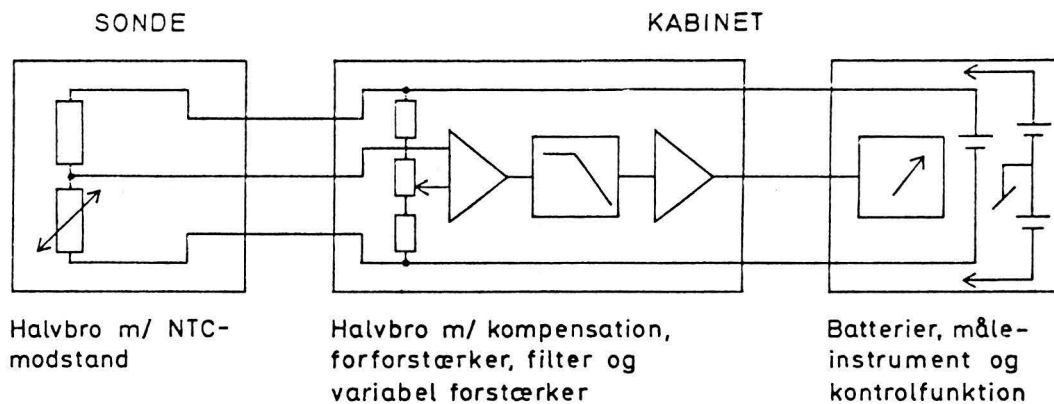 SONDE
KABINET
Halvbro m/ NTC-
modstand
Halvbro m/ kompensation,
forforstærker, filter og
variabel forstærker
Batterier, måle-
instrument og
kontrolfunktion